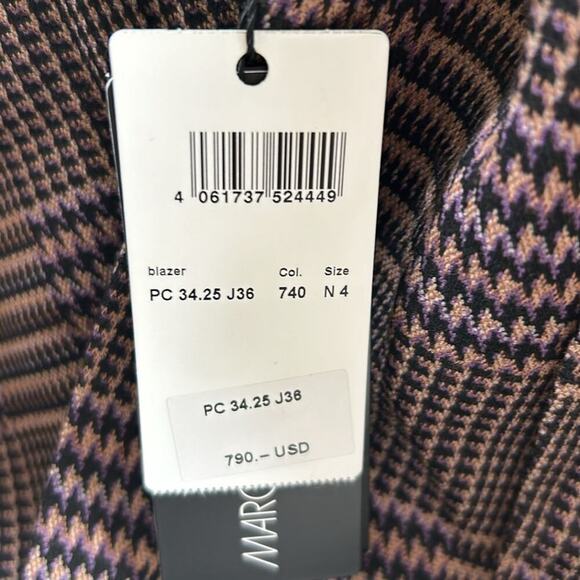 4 061737 524449
blazer Col. Size
PC 34.25 J36 740 N 4
PC 34.25 J36
790.– USD